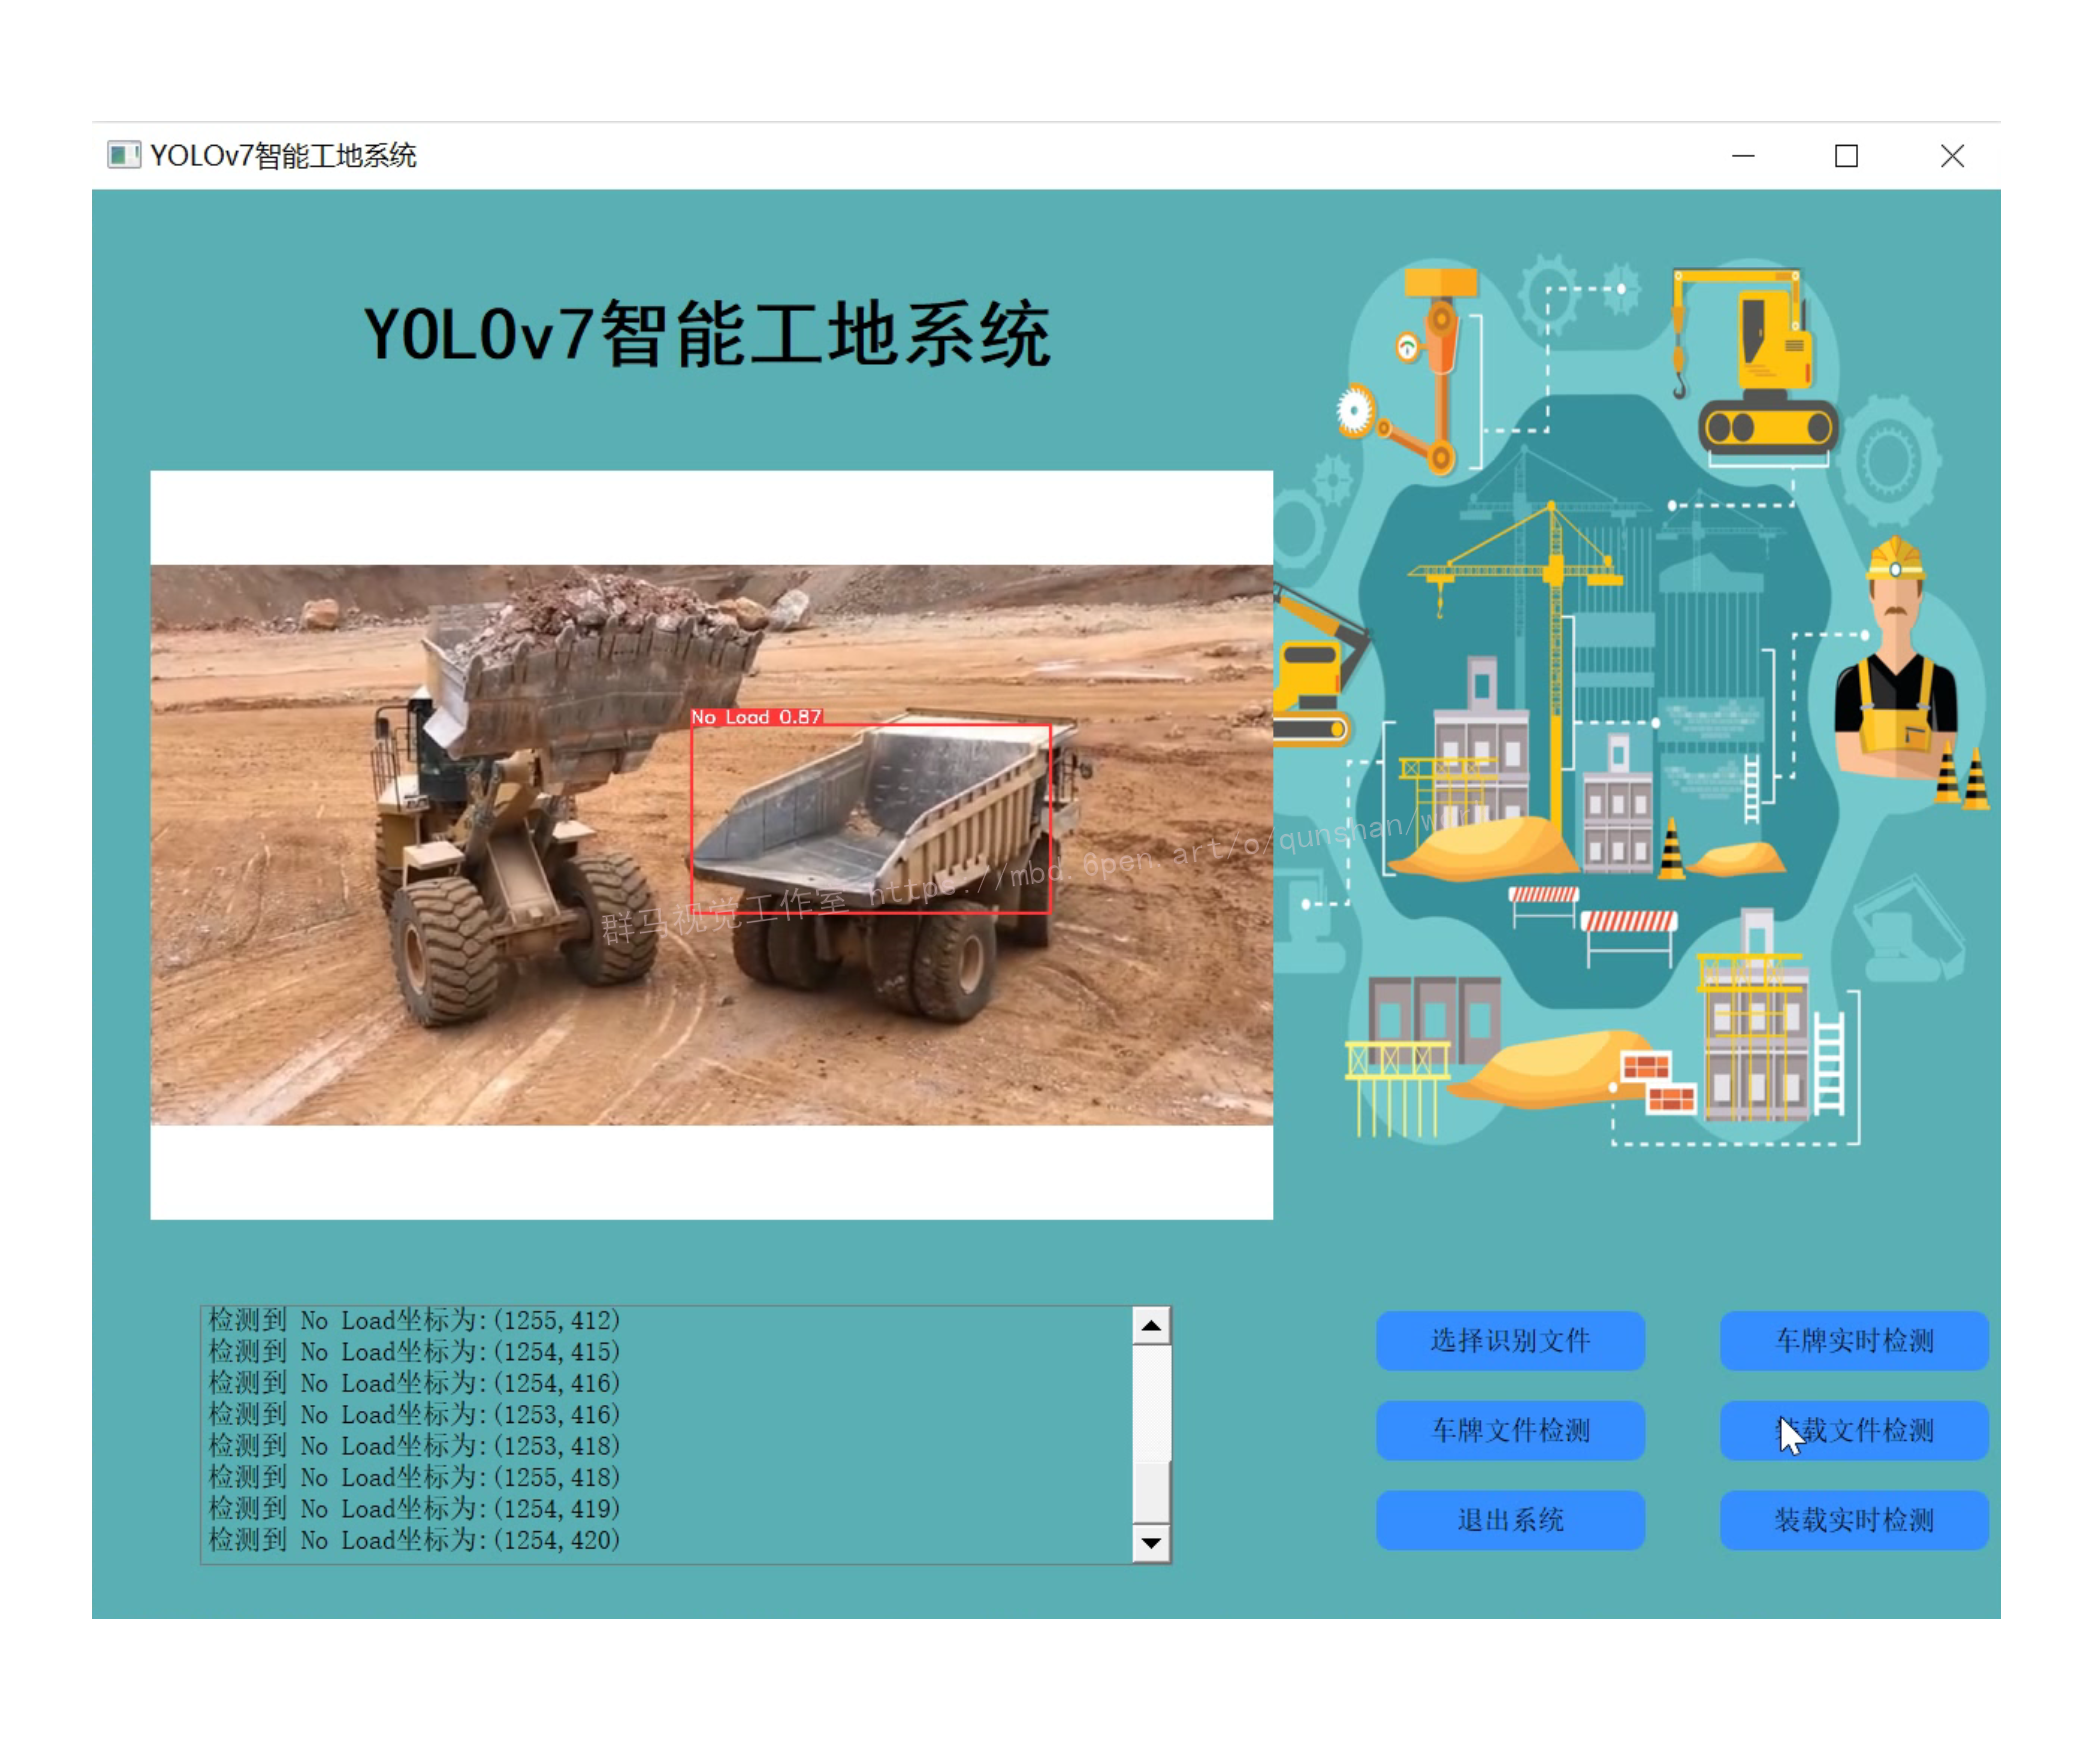 YOLOv7智能工地系统
YOLOv7智能工地系统
No Load 0.87
群马视觉工作室 https://mbd.6pen.art/o/qunshan/wor
检测到 No Load坐标为:(1255,412)
检测到 No Load坐标为:(1254,415)
检测到 No Load坐标为:(1254,416)
检测到 No Load坐标为:(1253,416)
检测到 No Load坐标为:(1253,418)
检测到 No Load坐标为:(1255,418)
检测到 No Load坐标为:(1254,419)
检测到 No Load坐标为:(1254,420)
选择识别文件
车牌实时检测
车牌文件检测
装载文件检测
退出系统
装载实时检测